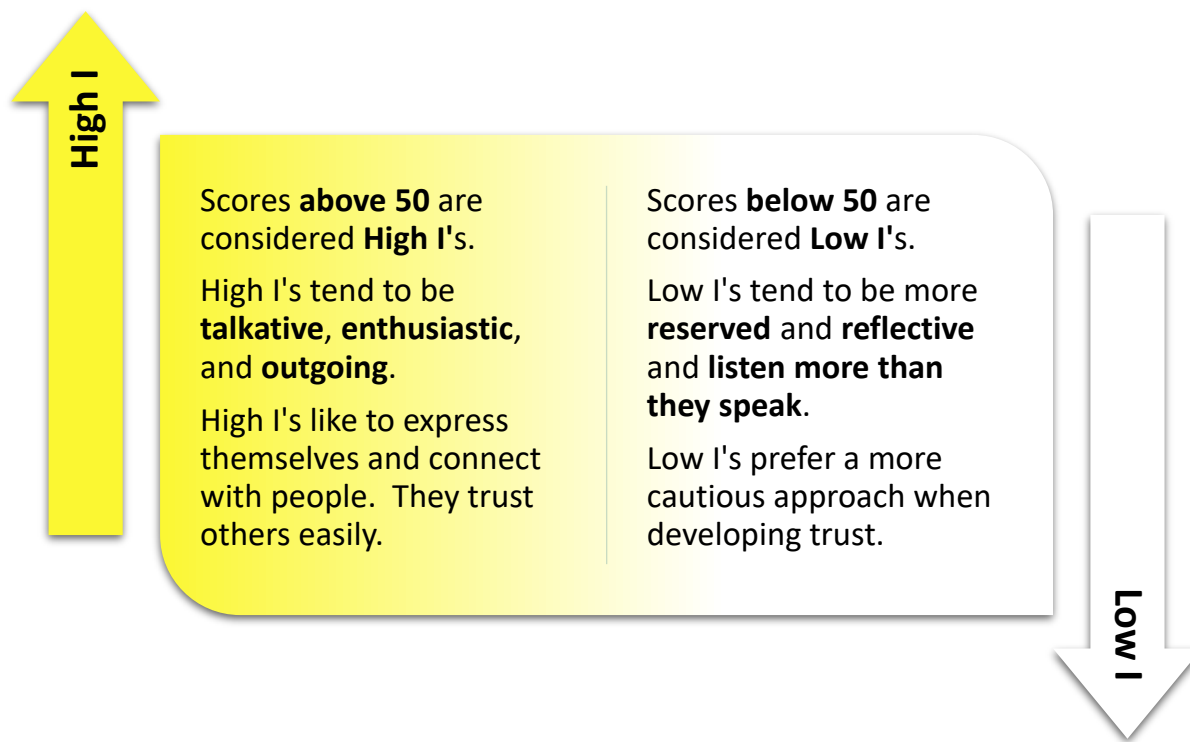 High I
Scores above 50 are
considered High I's.
High I's tend to be
talkative, enthusiastic,
and outgoing.
High I's like to express
themselves and connect
with people.  They trust
others easily.
Scores below 50 are
considered Low I's.
Low I's tend to be more
reserved and reflective
and listen more than
they speak.
Low I's prefer a more
cautious approach when
developing trust.
Low I